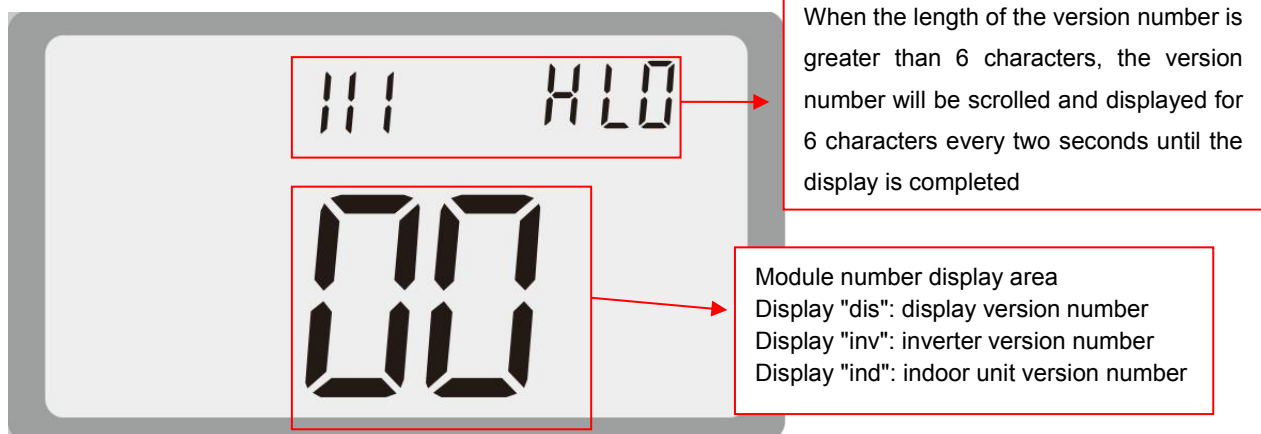 When the length of the version number is
greater than 6 characters, the version
number will be scrolled and displayed for
6 characters every two seconds until the
display is completed
111 HL0
00
Module number display area
Display "dis": display version number
Display "inv": inverter version number
Display "ind": indoor unit version number